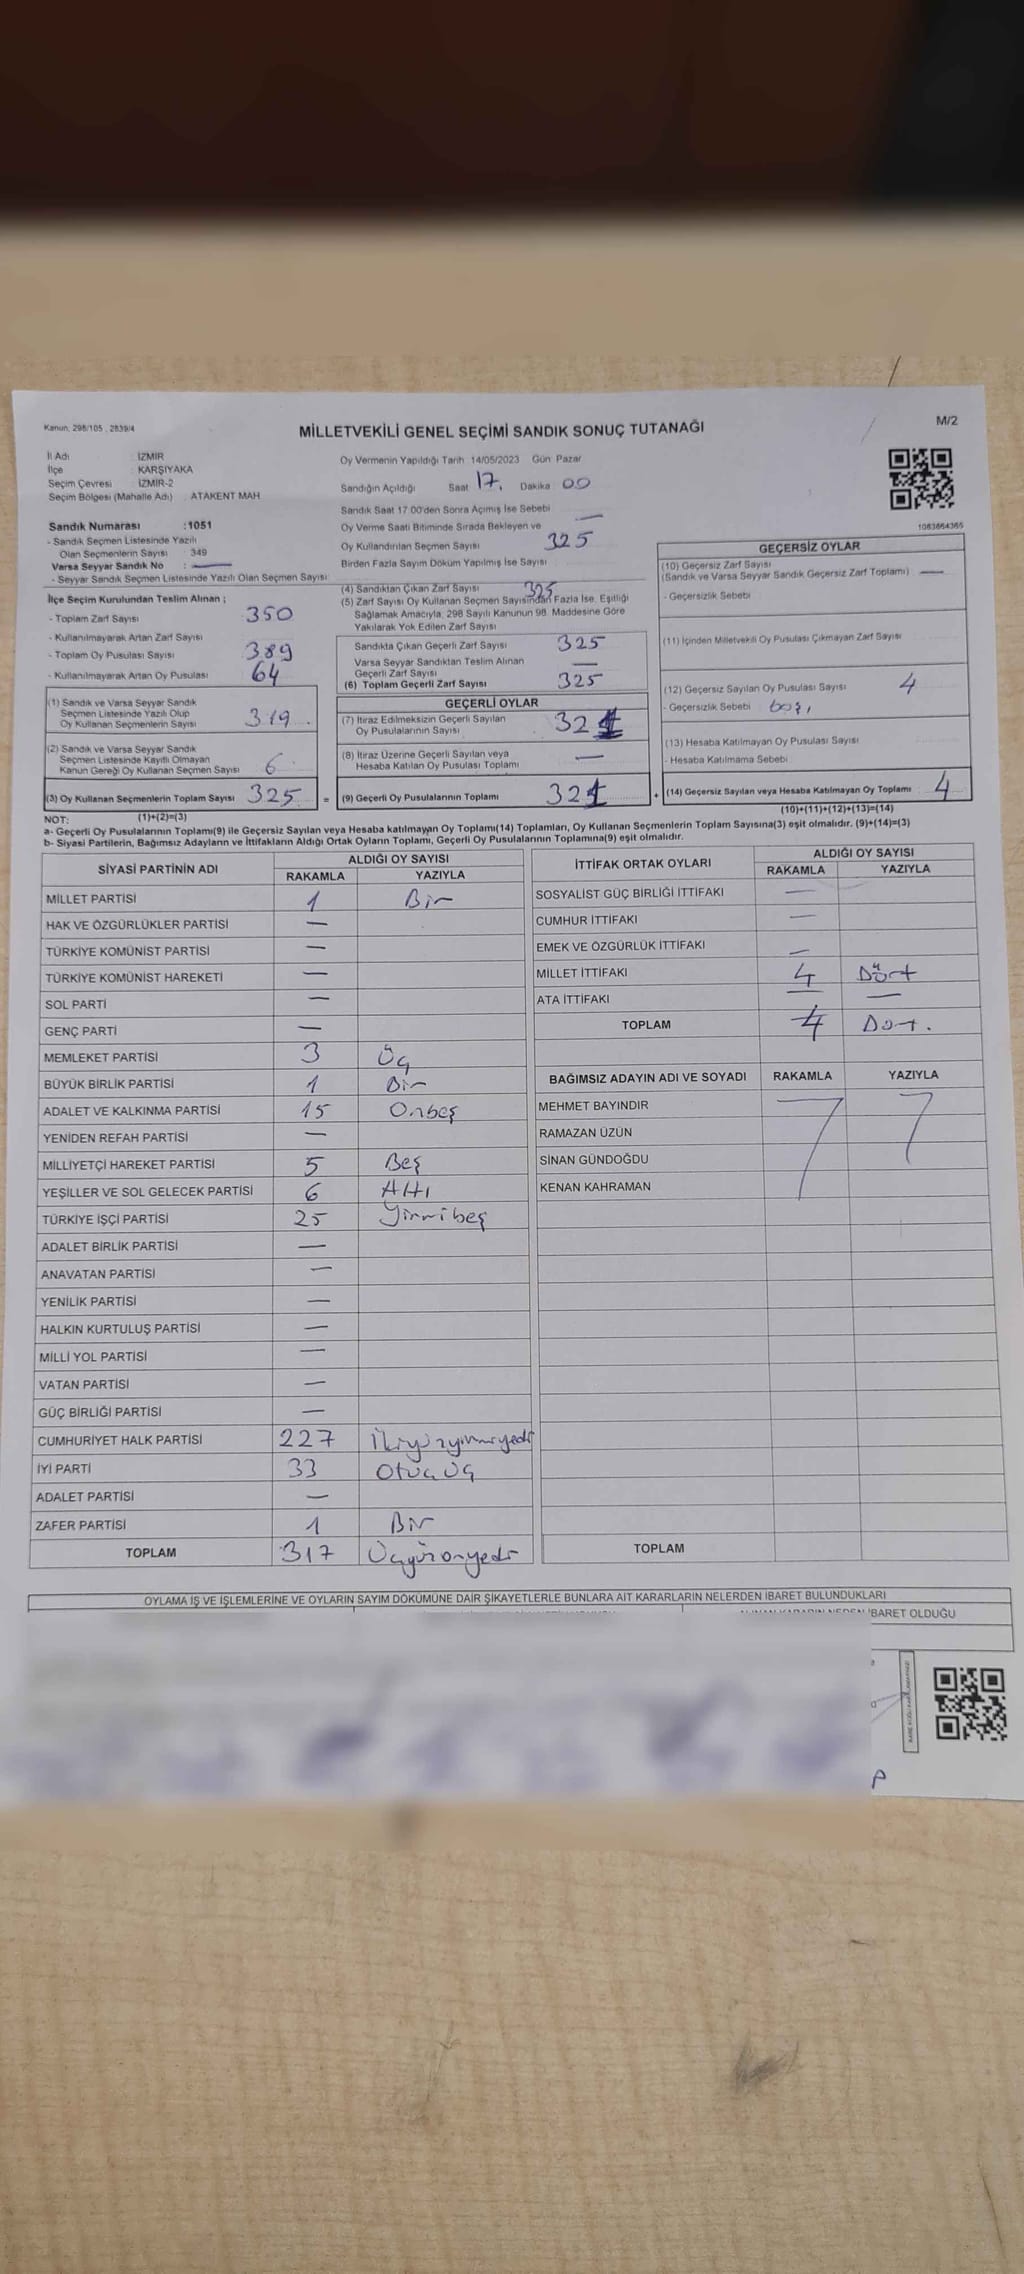 Kanun: 298/105 , 2839/4
MİLLETVEKİLİ GENEL SEÇİMİ SANDIK SONUÇ TUTANAĞI
M/2
İl Adı : İZMİR
İlçe : KARŞIYAKA
Seçim Çevresi : İZMİR-2
Seçim Bölgesi (Mahalle Adı) : ATAKENT MAH
Oy Vermenin Yapıldığı Tarih 14/05/2023 Gün Pazar
Sandığın Açıldığı Saat 17. Dakika 00
Sandık Saat 17:00'den Sonra Açılmış İse Sebebi —
Oy Verme Saati Bitiminde Sırada Bekleyen ve
Oy Kullandırılan Seçmen Sayısı 325
Birden Fazla Sayım Döküm Yapılmış İse Sayısı
1083664365
Sandık Numarası :1051
- Sandık Seçmen Listesinde Yazılı
Olan Seçmenlerin Sayısı : 349
Varsa Seyyar Sandık No : —
- Seyyar Sandık Seçmen Listesinde Yazılı Olan Seçmen Sayısı:
İlçe Seçim Kurulundan Teslim Alınan ;
- Toplam Zarf Sayısı 350
- Kullanılmayarak Artan Zarf Sayısı
- Toplam Oy Pusulası Sayısı 389
- Kullanılmayarak Artan Oy Pusulası 64
(1) Sandık ve Varsa Seyyar Sandık
Seçmen Listesinde Yazılı Olup
Oy Kullanan Seçmenlerin Sayısı 319
(2) Sandık ve Varsa Seyyar Sandık
Seçmen Listesinde Kayıtlı Olmayan
Kanun Gereği Oy Kullanan Seçmen Sayısı 6
(3) Oy Kullanan Seçmenlerin Toplam Sayısı 325 =
(1)+(2)=(3)
(4) Sandıktan Çıkan Zarf Sayısı 325
(5) Zarf Sayısı Oy Kullanan Seçmen Sayısından Fazla İse, Eşitliği
Sağlamak Amacıyla, 298 Sayılı Kanunun 98. Maddesine Göre
Yakılarak Yok Edilen Zarf Sayısı
Sandıkta Çıkan Geçerli Zarf Sayısı 325
Varsa Seyyar Sandıktan Teslim Alınan
Geçerli Zarf Sayısı —
(6) Toplam Geçerli Zarf Sayısı 325
GEÇERLİ OYLAR
(7) İtiraz Edilmeksizin Geçerli Sayılan
Oy Pusulalarının Sayısı 321
(8) İtiraz Üzerine Geçerli Sayılan veya
Hesaba Katılan Oy Pusulası Toplamı —
(9) Geçerli Oy Pusulalarının Toplamı 321 +
GEÇERSİZ OYLAR
(10) Geçersiz Zarf Sayısı
(Sandık ve Varsa Seyyar Sandık Geçersiz Zarf Toplamı) —
- Geçersizlik Sebebi
(11) İçinden Milletvekili Oy Pusulası Çıkmayan Zarf Sayısı
(12) Geçersiz Sayılan Oy Pusulası Sayısı 4
- Geçersizlik Sebebi boş,
(13) Hesaba Katılmayan Oy Pusulası Sayısı
- Hesaba Katılmama Sebebi
(14) Geçersiz Sayılan veya Hesaba Katılmayan Oy Toplamı 4
(10)+(11)+(12)+(13)=(14)
NOT:
a- Geçerli Oy Pusulalarının Toplamı(9) ile Geçersiz Sayılan veya Hesaba katılmayan Oy Toplamı(14) Toplamları, Oy Kullanan Seçmenlerin Toplam Sayısına(3) eşit olmalıdır. (9)+(14)=(3)
b- Siyasi Partilerin, Bağımsız Adayların ve İttifakların Aldığı Ortak Oyların Toplamı, Geçerli Oy Pusulalarının Toplamına(9) eşit olmalıdır.
SİYASİ PARTİNİN ADI ALDIĞI OY SAYISI
RAKAMLA YAZIYLA
MİLLET PARTİSİ 1 Bir
HAK VE ÖZGÜRLÜKLER PARTİSİ —
TÜRKİYE KOMÜNİST PARTİSİ —
TÜRKİYE KOMÜNİST HAREKETİ —
SOL PARTİ —
GENÇ PARTİ —
MEMLEKET PARTİSİ 3 Üç
BÜYÜK BİRLİK PARTİSİ 1 Bir
ADALET VE KALKINMA PARTİSİ 15 Onbeş
YENİDEN REFAH PARTİSİ —
MİLLİYETÇİ HAREKET PARTİSİ 5 Beş
YEŞİLLER VE SOL GELECEK PARTİSİ 6 Altı
TÜRKİYE İŞÇİ PARTİSİ 25 Yirmibeş
ADALET BİRLİK PARTİSİ —
ANAVATAN PARTİSİ —
YENİLİK PARTİSİ —
HALKIN KURTULUŞ PARTİSİ —
MİLLİ YOL PARTİSİ —
VATAN PARTİSİ —
GÜÇ BİRLİĞİ PARTİSİ —
CUMHURİYET HALK PARTİSİ 227 İkiyüzyirmiyedi
İYİ PARTİ 33 Otuzüç
ADALET PARTİSİ —
ZAFER PARTİSİ 1 Bir
TOPLAM 317 Üçyüzonyedi
İTTİFAK ORTAK OYLARI ALDIĞI OY SAYISI
RAKAMLA YAZIYLA
SOSYALİST GÜÇ BİRLİĞİ İTTİFAKI —
CUMHUR İTTİFAKI —
EMEK VE ÖZGÜRLÜK İTTİFAKI —
MİLLET İTTİFAKI 4 Dört
ATA İTTİFAKI — —
TOPLAM 4 Dört.
BAĞIMSIZ ADAYIN ADI VE SOYADI RAKAMLA YAZIYLA
MEHMET BAYINDIR
RAMAZAN ÜZÜN
SİNAN GÜNDOĞDU
KENAN KAHRAMAN
TOPLAM
OYLAMA İŞ VE İŞLEMLERİNE VE OYLARIN SAYIM DÖKÜMÜNE DAİR ŞİKAYETLERLE BUNLARA AİT KARARLARIN NELERDEN İBARET BULUNDUKLARI
İBARET OLDUĞU
P